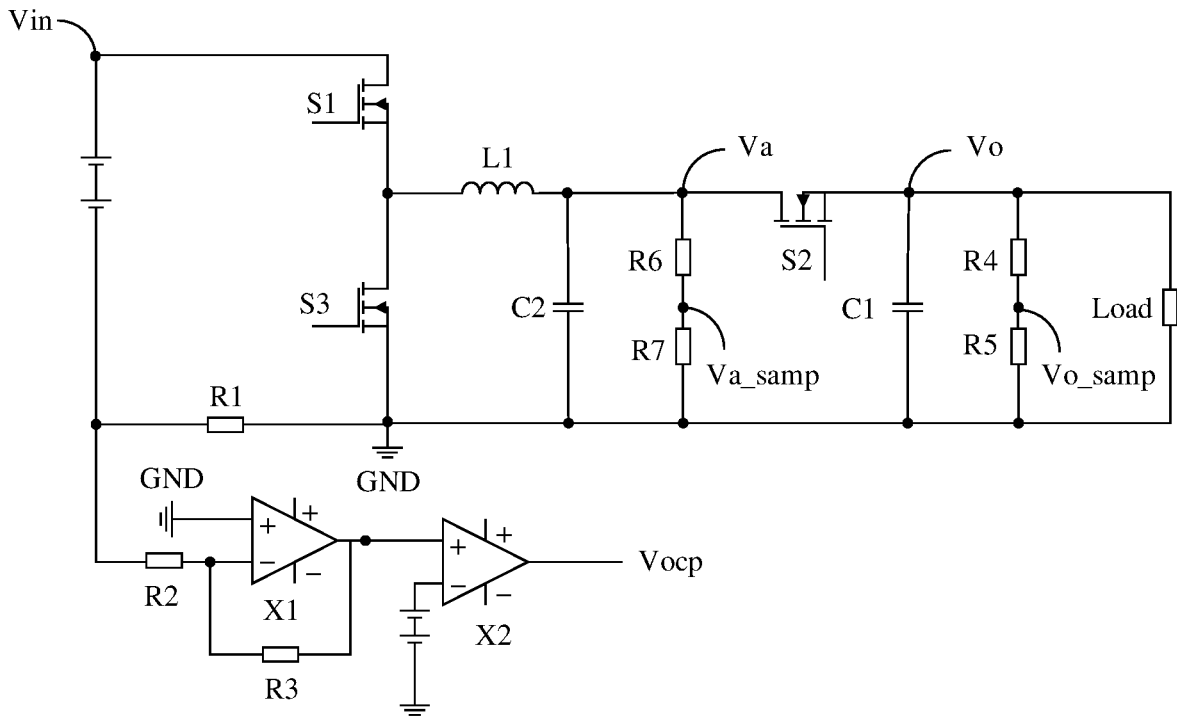 Vin
S1
L1
Va
Vo
R6
S2
R4
S3
C2
C1
Load
R7
R5
Va_samp
Vo_samp
R1
GND
GND
+
+
+
+
−
−
−
−
Vocp
R2
X1
X2
R3